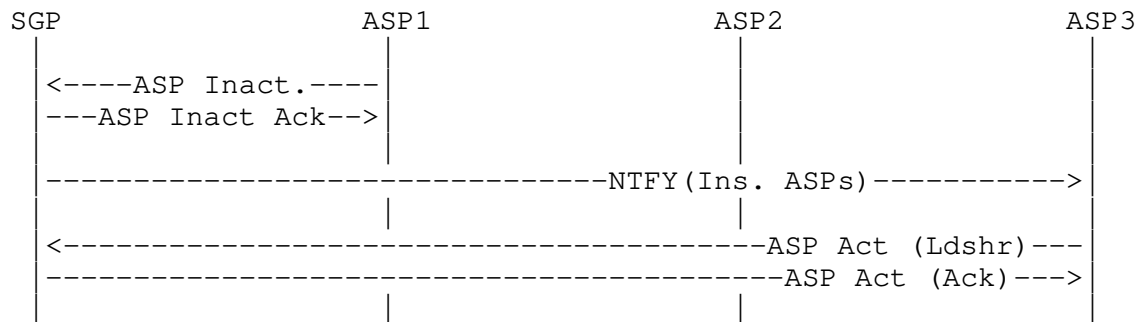 SGP ASP1 ASP2 ASP3
<----ASP Inact.----
---ASP Inact Ack-->
-------------------------------NTFY(Ins. ASPs)----------->
<---------------------------------------ASP Act (Ldshr)---
-----------------------------------------ASP Act (Ack)--->